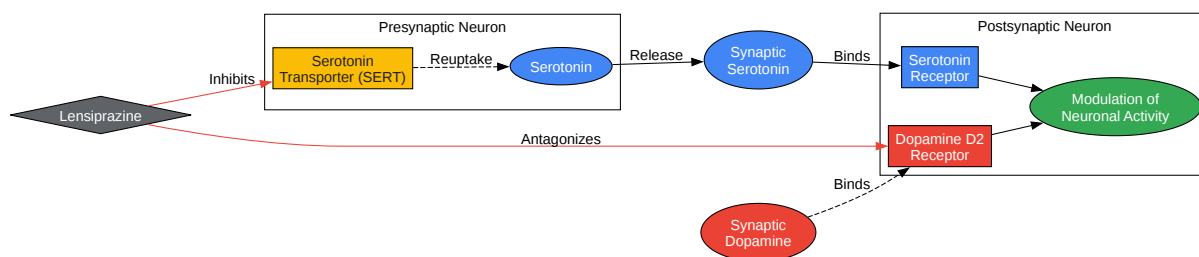 Presynaptic Neuron
Postsynaptic Neuron
Serotonin
Transporter (SERT)
Reuptake
Serotonin
Release
Synaptic
Serotonin
Binds
Serotonin
Receptor
Inhibits
Lensiprazine
Modulation of
Neuronal Activity
Antagonizes
Dopamine D2
Receptor
Binds
Synaptic
Dopamine